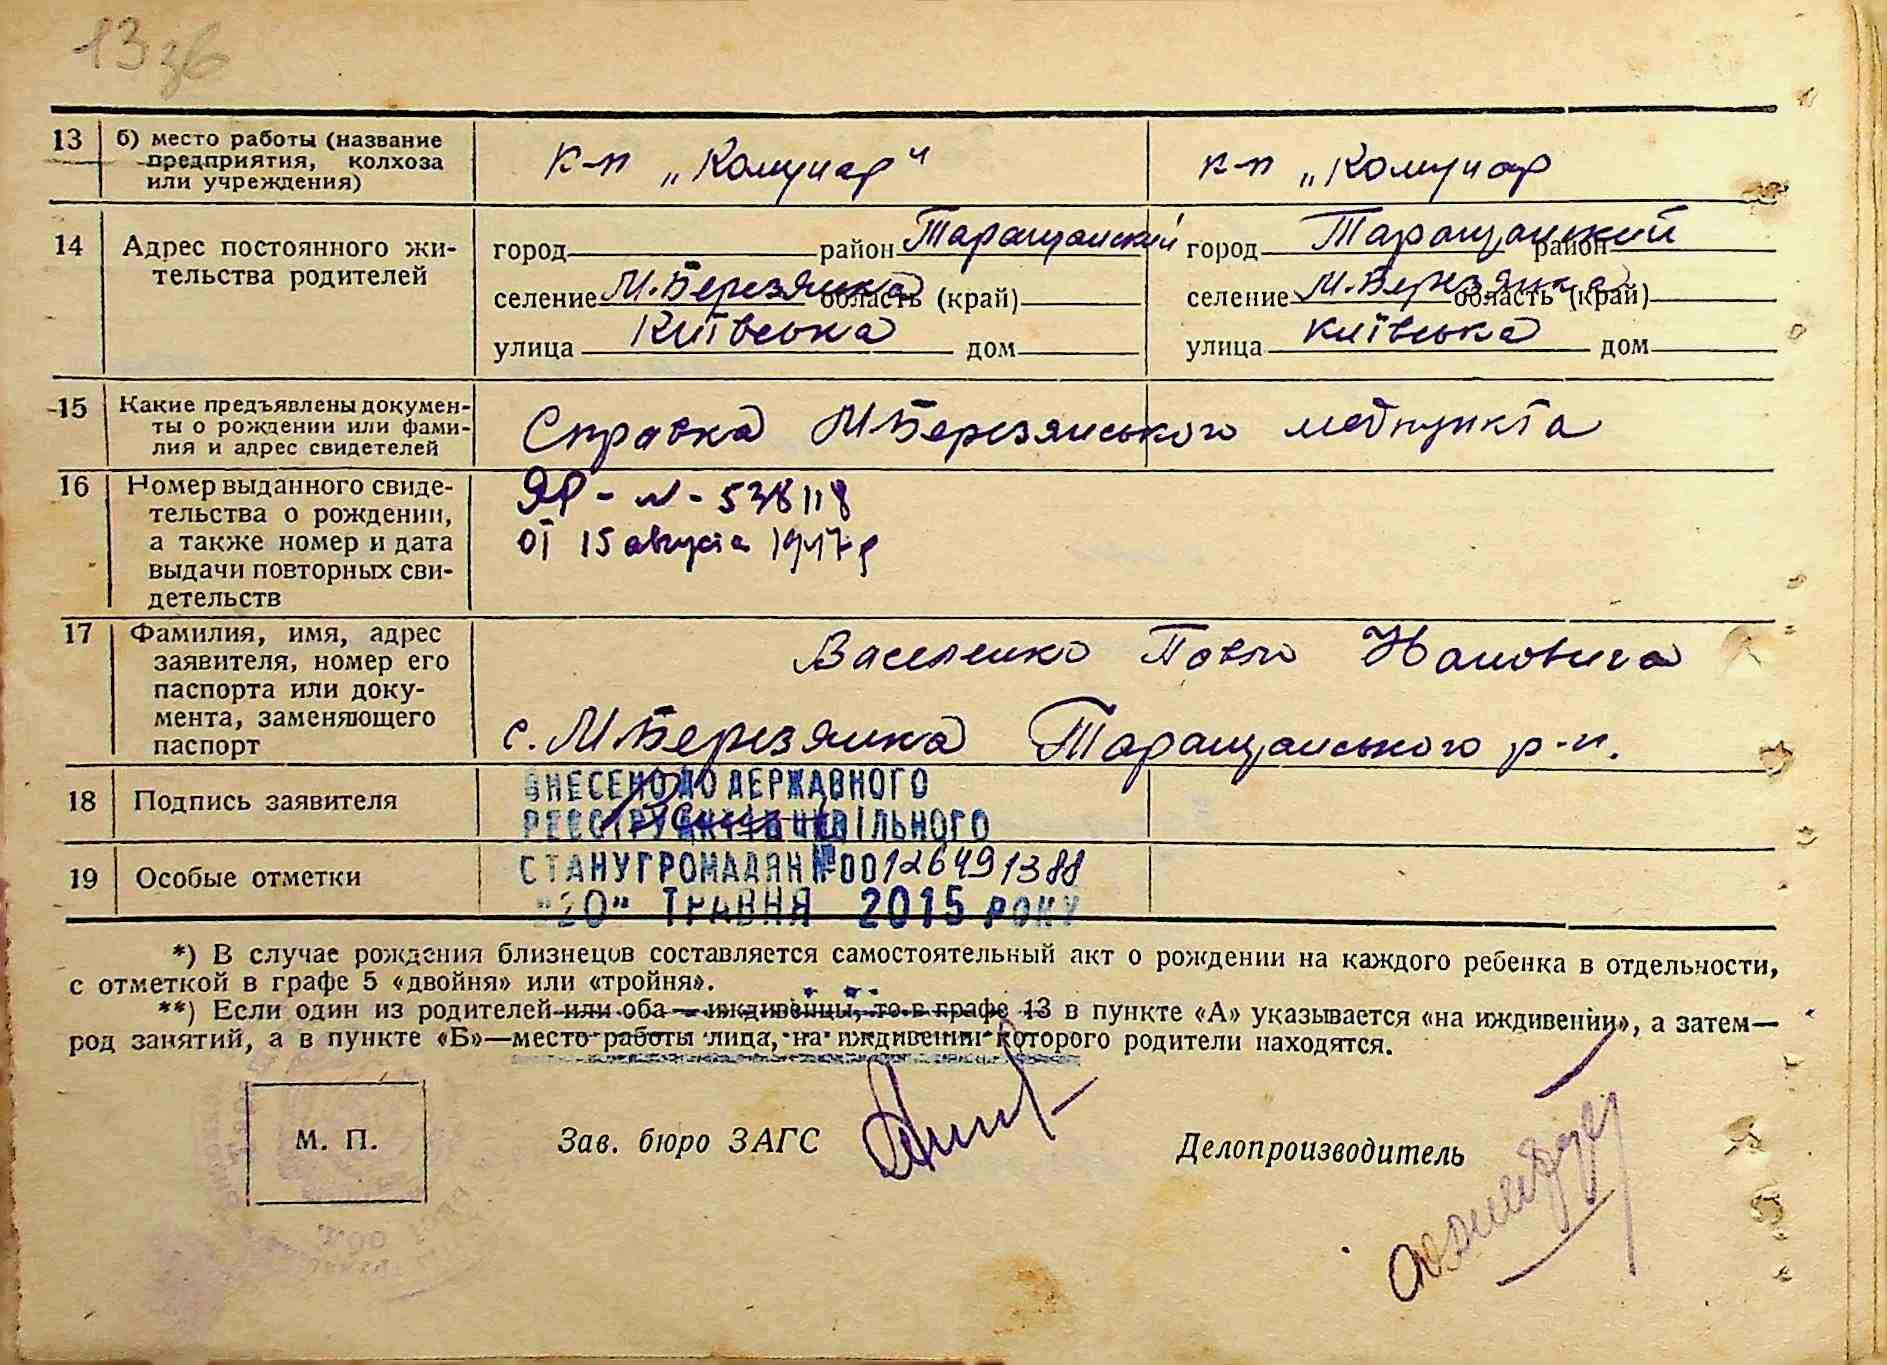 13 зв
13 б) место работы (название предприятия, колхоза или учреждения)
к-п „Комунар" к-п „Комунар
14 Адрес постоянного жительства родителей
город район Таращанский город Таращанский район
селение М.Березянка область (край) селение М.Березянка область (край)
улица Київська дом улица Київська дом
15 Какие предъявлены документы о рождении или фамилия и адрес свидетелей
Справка М Березянського медпункта
16 Номер выданного свидетельства о рождении, а также номер и дата выдачи повторных свидетельств
ЯР - N - 538118
от 15 августа 1947 р
17 Фамилия, имя, адрес заявителя, номер его паспорта или документа, заменяющего паспорт
Василенко Павло Ивановича
с. М Березянка Таращанського р-н.
18 Подпись заявителя
ВНЕСЕНО ДО ДЕРЖАВНОГО
РЕЄСТРУ АКТІВ ЦИВІЛЬНОГО
19 Особые отметки
СТАНУ ГРОМАДЯН №00126491388
"20" ТРАВНЯ 2015 РОКУ
*) В случае рождения близнецов составляется самостоятельный акт о рождении на каждого ребенка в отдельности,
с отметкой в графе 5 «двойня» или «тройня».
**) Если один из родителей или оба — иждивенцы, то в графе 13 в пункте «А» указывается «на иждивении», а затем—
род занятий, а в пункте «Б»—место работы лица, на иждивении которого родители находятся.
М. П. Зав. бюро ЗАГС Делопроизводитель